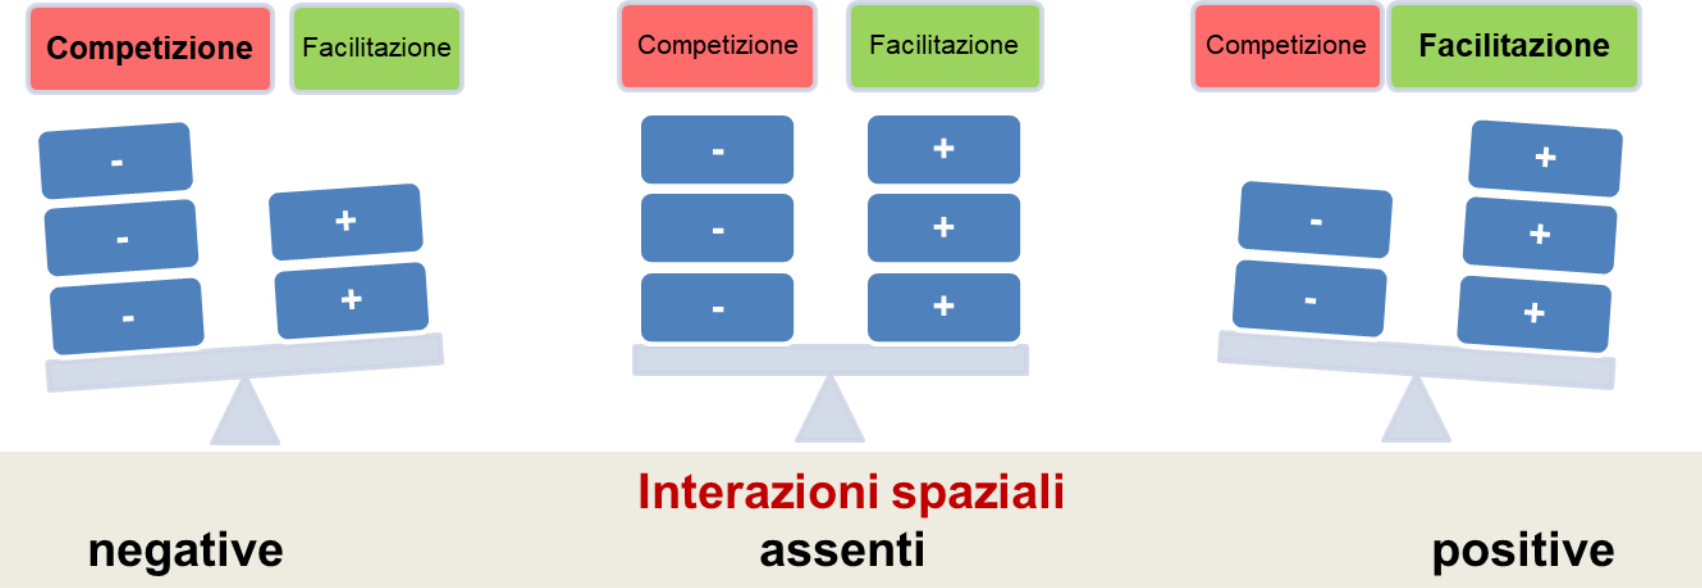 Competizione Facilitazione Competizione Facilitazione Competizione Facilitazione
- - + +
- + - + - +
- + - + - +
- + 
Interazioni spaziali
negative assenti positive